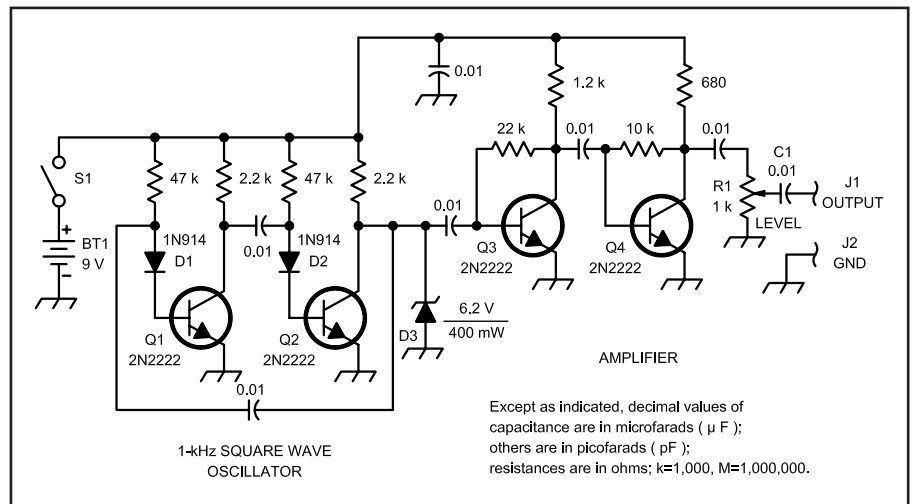 0.01
1.2 k
680
22 k
0.01
10 k
0.01
C1
0.01
J1
OUTPUT
R1
1 k
LEVEL
J2
GND
S1
47 k
2.2 k
47 k
2.2 k
0.01
+
BT1
9 V
–
1N914
D1
0.01
1N914
D2
Q3
2N2222
Q4
2N2222
Q1
2N2222
Q2
2N2222
D3
6.2 V
400 mW
0.01
AMPLIFIER
1-kHz SQUARE WAVE
OSCILLATOR
Except as indicated, decimal values of
capacitance are in microfarads ( µ F );
others are in picofarads ( pF );
resistances are in ohms; k=1,000, M=1,000,000.